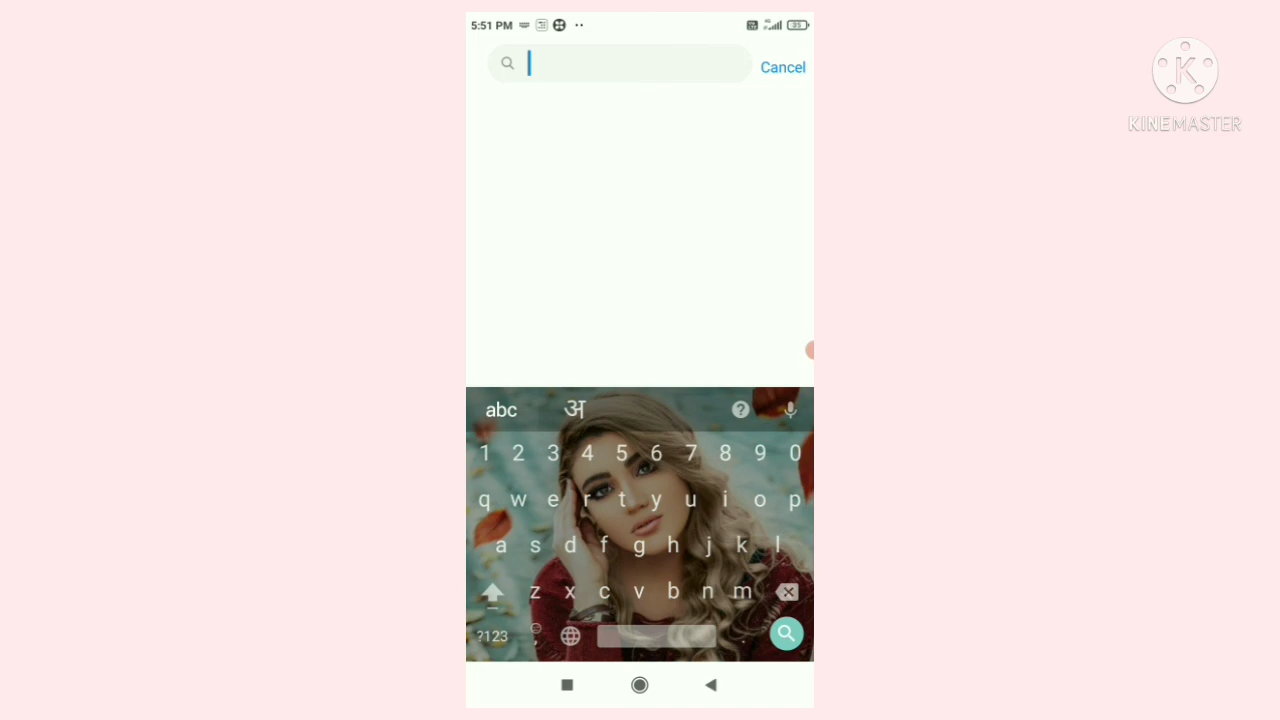 5:51 PM
Cancel
KINEMASTER
abc अ
1 2 3 4 5 6 7 8 9 0
q w e r t y u i o p
a s d f g h j k l
z x c v b n m
?123 , .